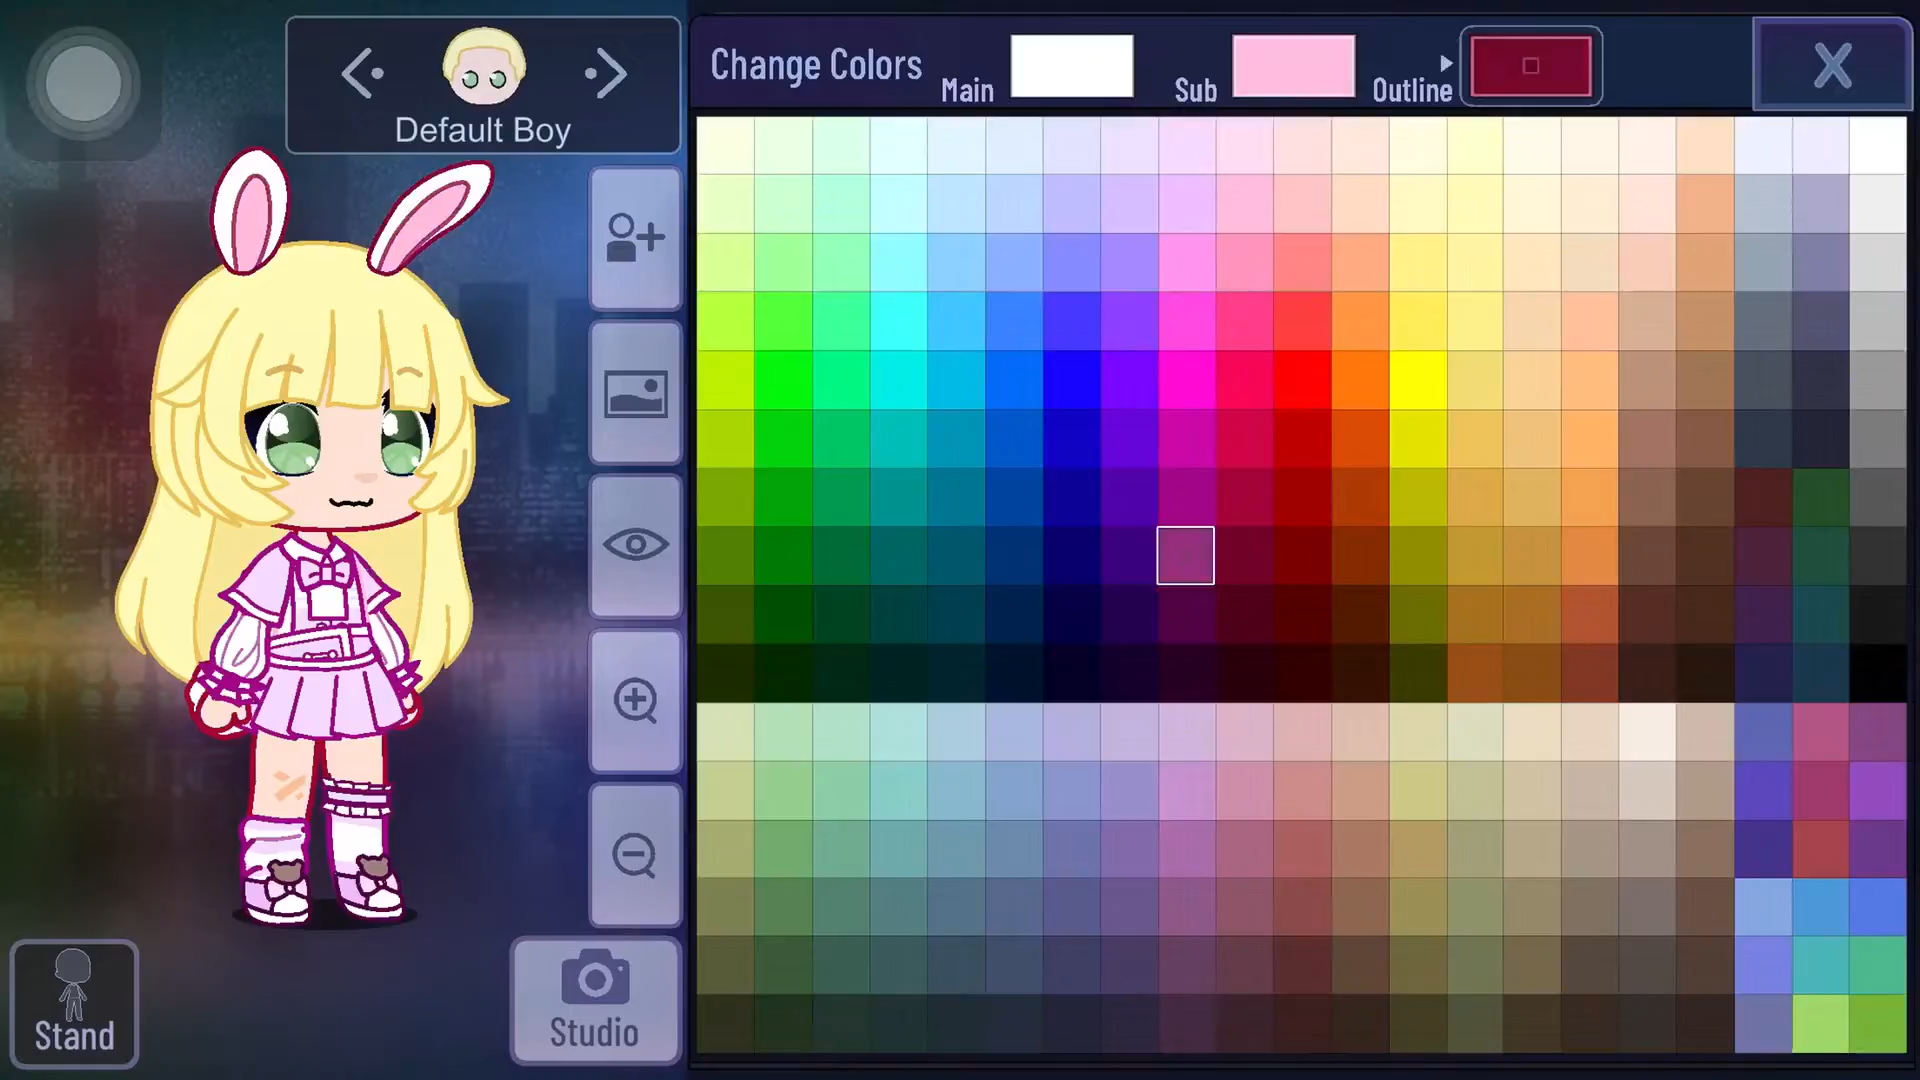 Default Boy
Change Colors
Main
Sub
Outline
X
Stand
Studio